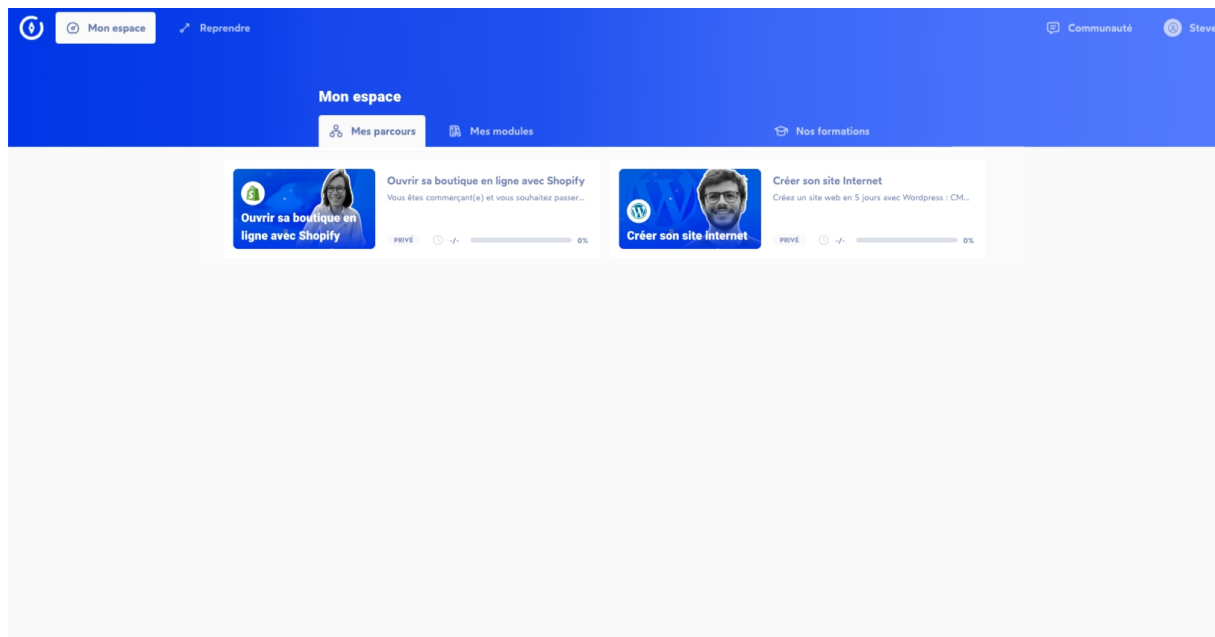 Mon espace
Reprendre
Communauté
Steve
Mon espace
Mes parcours
Mes modules
Nos formations
Ouvrir sa boutique en
ligne avec Shopify
Ouvrir sa boutique en ligne avec Shopify
Vous êtes commerçant(e) et vous souhaitez passer...
PRIVÉ
-/-
0%
Créer son site Internet
Créer son site Internet
Créez un site web en 5 jours avec Wordpress : CM...
PRIVÉ
-/-
0%